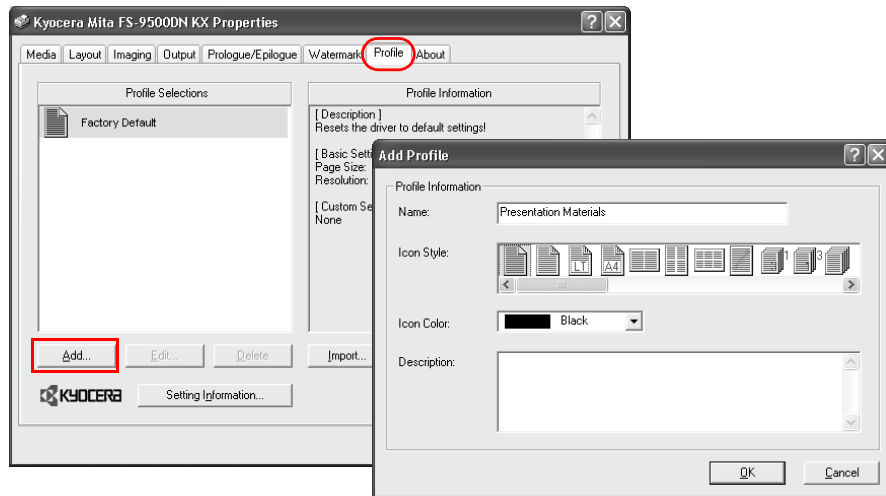 Kyocera Mita FS-9500DN KX Properties
Media Layout Imaging Output Prologue/Epilogue Watermark Profile About
Profile Selections
Factory Default
Profile Information
[ Description ]
Resets the driver to default settings!
[ Basic Setti
Page Size:
Resolution:
[ Custom Se
None
Add... Edit... Delete Import...
KYOCERA
Setting Information...
Add Profile
Profile Information
Name: Presentation Materials
Icon Style: LT A4 1 3
Icon Color: Black
Description:
OK Cancel